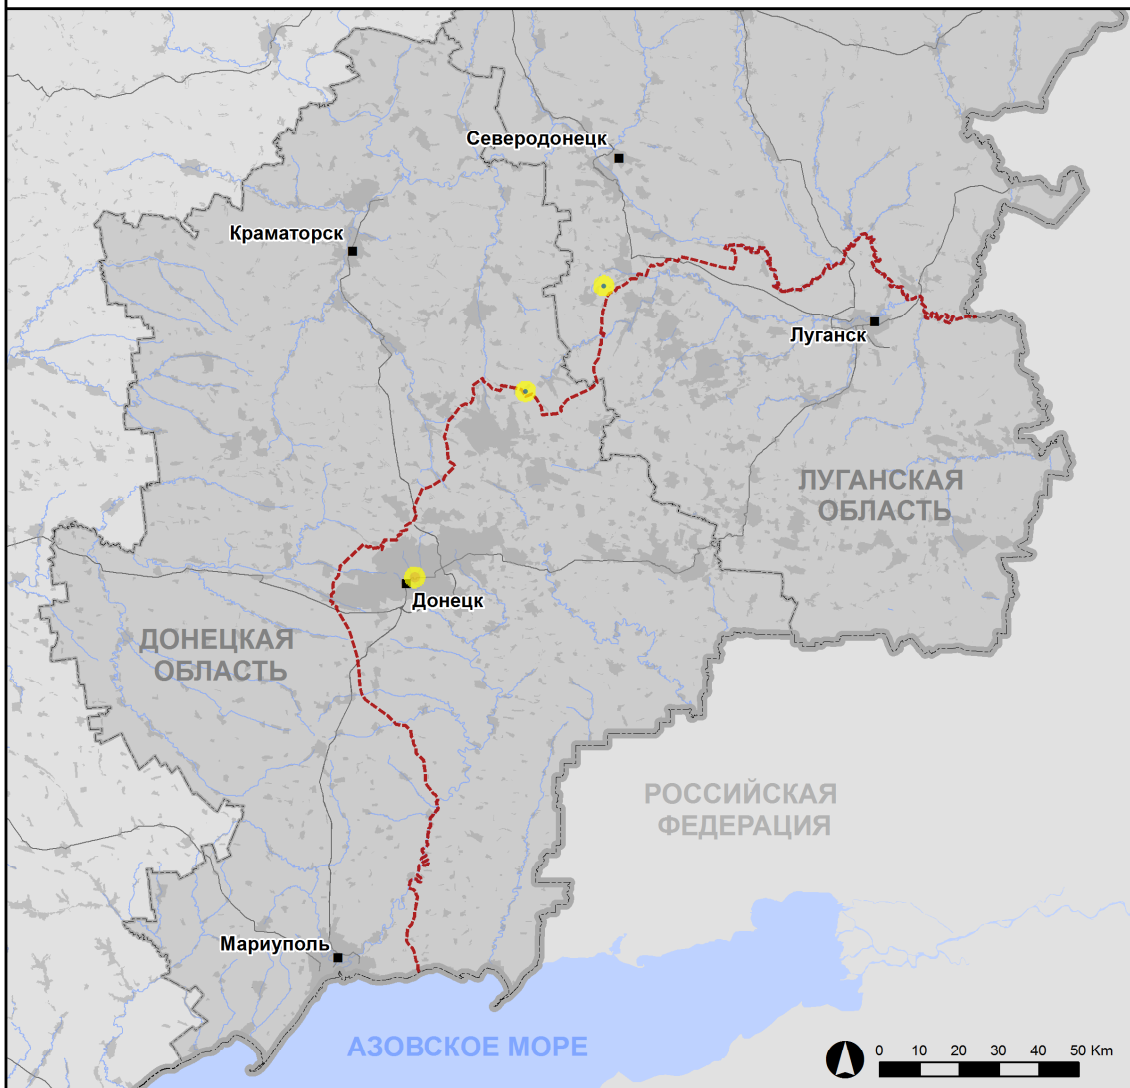 Северодонецк
Краматорск
Луганск
ЛУГАНСКАЯ
ОБЛАСТЬ
Донецк
ДОНЕЦКАЯ
ОБЛАСТЬ
РОССИЙСКАЯ
ФЕДЕРАЦИЯ
Мариуполь
АЗОВСКОЕ МОРЕ
0 10 20 30 40 50 Km